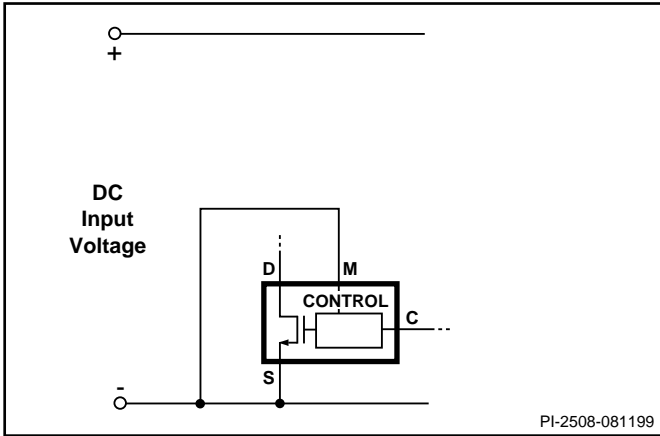 +
DC
Input
Voltage
D
M
CONTROL
C
S
-
PI-2508-081199